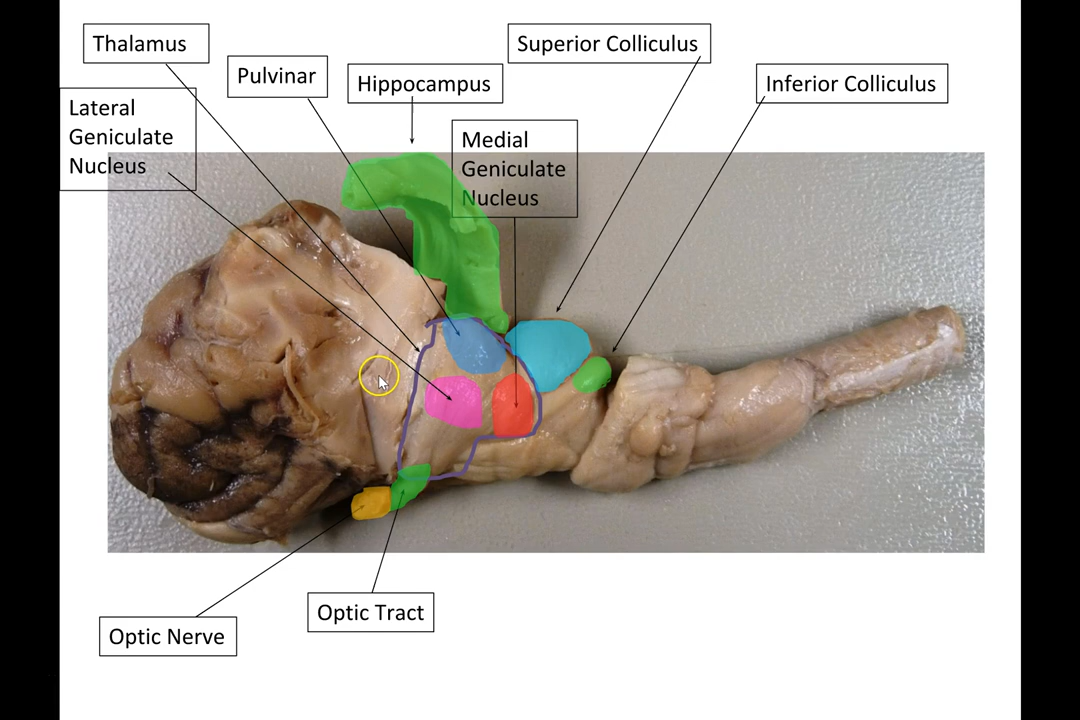 Thalamus
Superior Colliculus
Pulvinar
Hippocampus
Inferior Colliculus
Lateral
Geniculate
Nucleus
Medial
Geniculate
Nucleus
Optic Tract
Optic Nerve